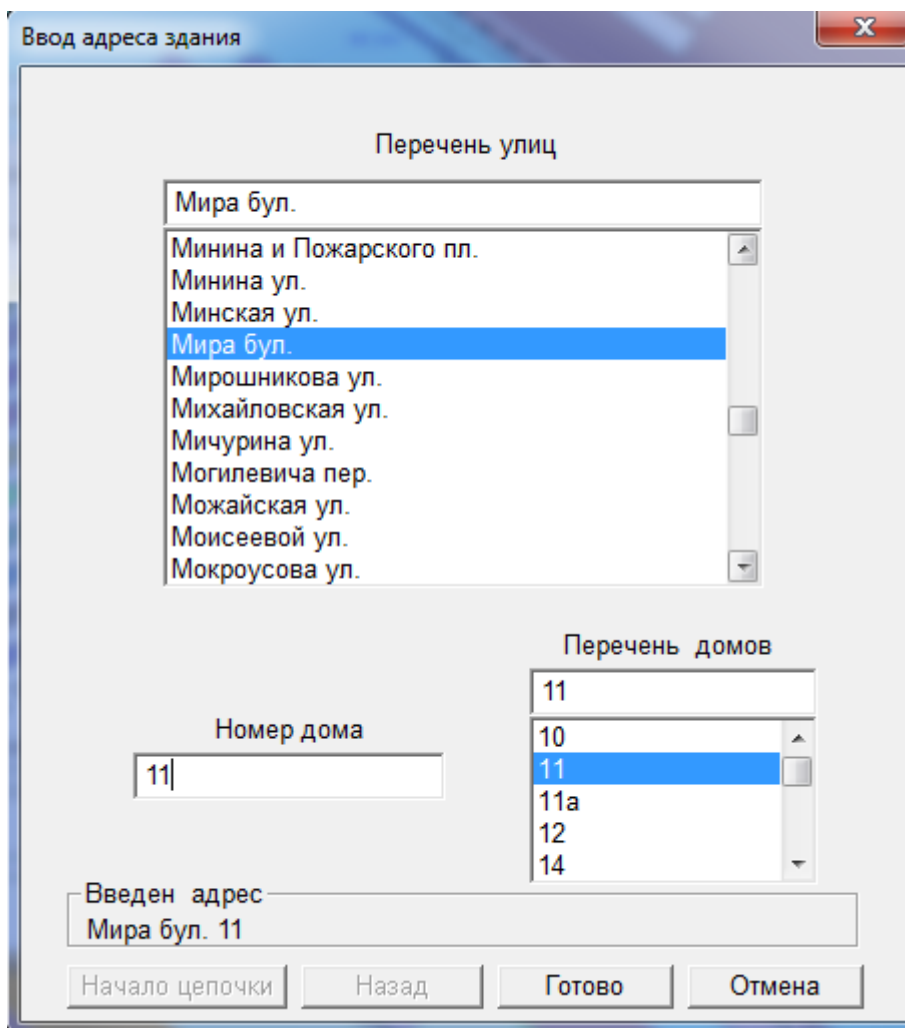 Ввод адреса здания
Перечень улиц
Мира бул.
Минина и Пожарского пл.
Минина ул.
Минская ул.
Мира бул.
Мирошникова ул.
Михайловская ул.
Мичурина ул.
Могилевича пер.
Можайская ул.
Моисеевой ул.
Мокроусова ул.
Перечень домов
11
Номер дома
11
10
11
11а
12
14
Введен адрес
Мира бул. 11
Начало цепочки
Назад
Готово
Отмена